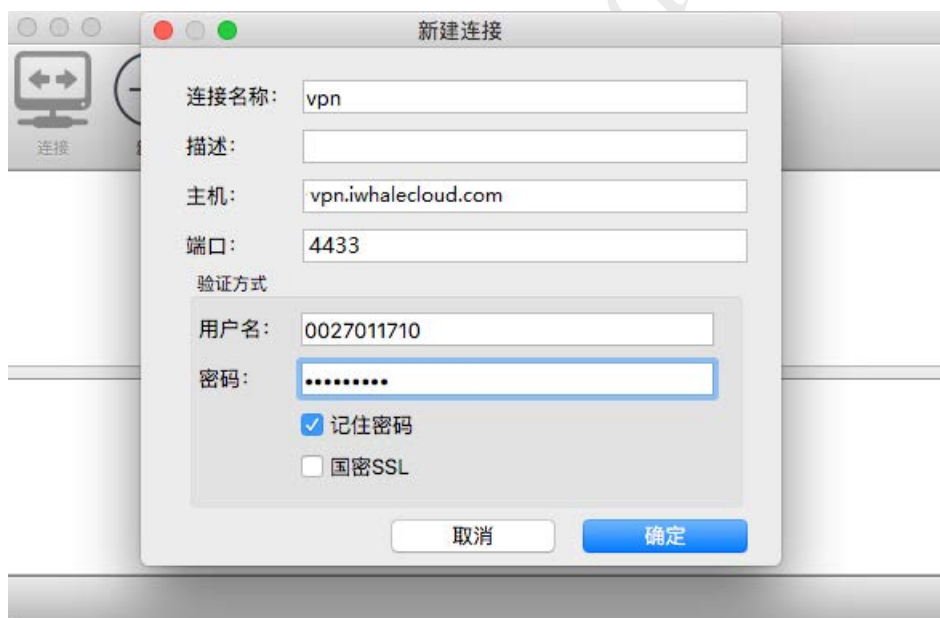 新建连接
连接
连接名称： vpn
描述：
主机： vpn.iwhalecloud.com
端口： 4433
验证方式
用户名： 0027011710
密码： •••••••••
记住密码
国密SSL
取消 确定